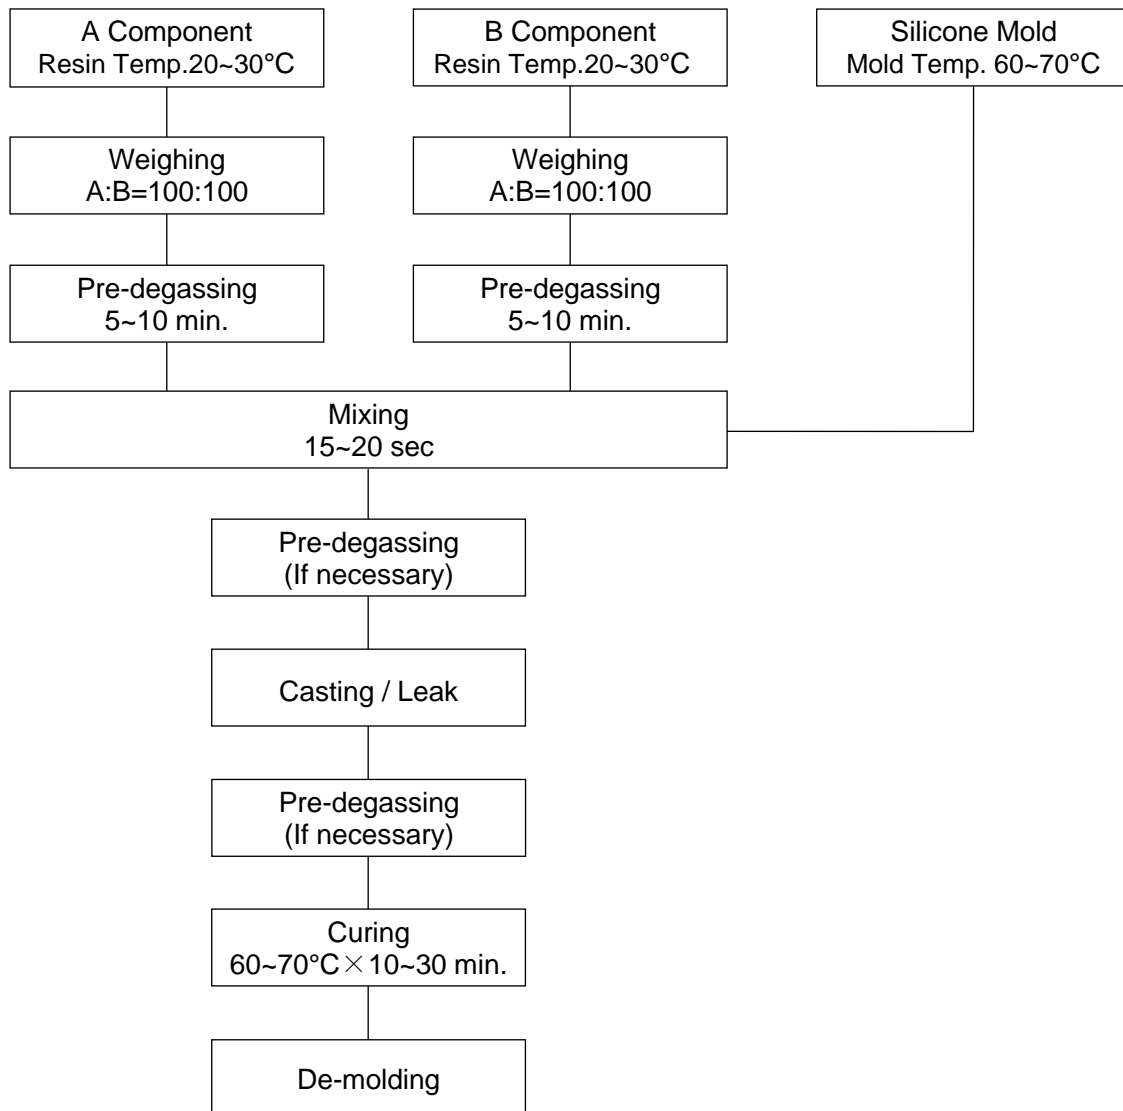 A Component
Resin Temp.20~30°C
B Component
Resin Temp.20~30°C
Silicone Mold
Mold Temp. 60~70°C
Weighing
A:B=100:100
Weighing
A:B=100:100
Pre-degassing
5~10 min.
Pre-degassing
5~10 min.
Mixing
15~20 sec
Pre-degassing
(If necessary)
Casting / Leak
Pre-degassing
(If necessary)
Curing
60~70°C×10~30 min.
De-molding